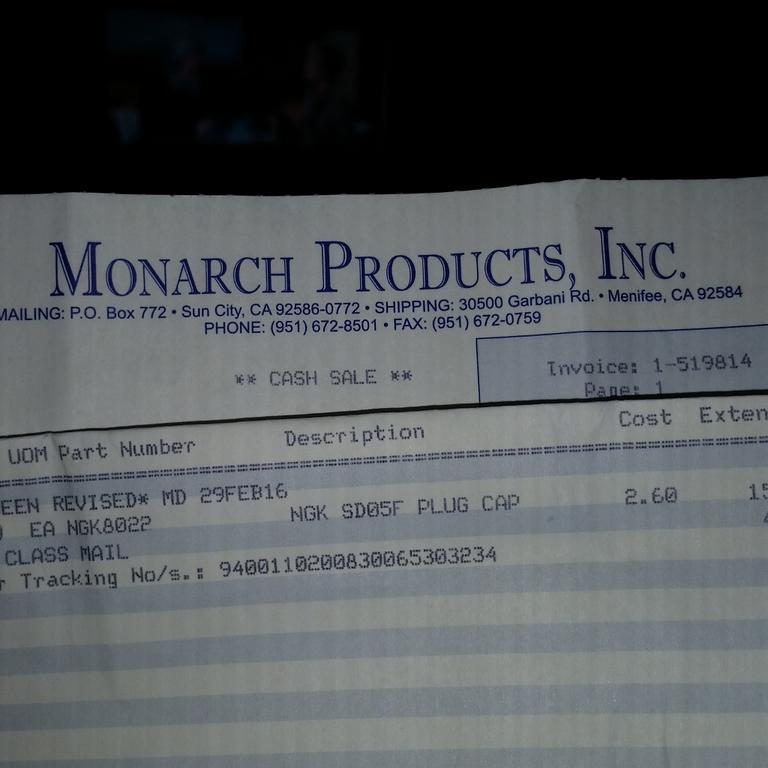 MONARCH PRODUCTS, INC.
MAILING: P.O. Box 772 • Sun City, CA 92586-0772 • SHIPPING: 30500 Garbani Rd. • Menifee, CA 92584
PHONE: (951) 672-8501 • FAX: (951) 672-0759
** CASH SALE **
Invoice: 1-519814
Page: 1
UOM Part Number Description Cost Exten
EEN REVISED* MD 29FEB16
) EA NGK8022 NGK SD05F PLUG CAP 2.60 15
CLASS MAIL
r Tracking No/s.: 9400110200830065303234